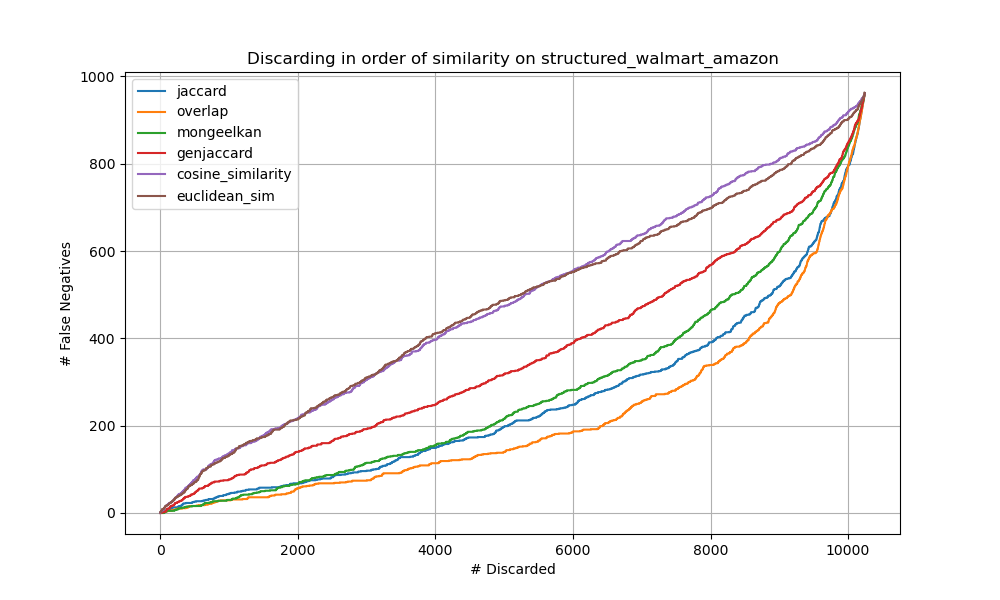 Discarding in order of similarity on structured_walmart_amazon
# False Negatives
1000
800
600
400
200
0
jaccard
overlap
mongeelkan
genjaccard
cosine_similarity
euclidean_sim
0 2000 4000 6000 8000 10000
# Discarded